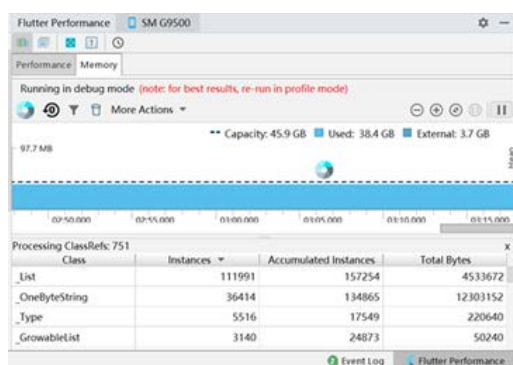 Flutter Performance SM G9500
Performance Memory
Running in debug mode (note: for best results, re-run in profile mode)
More Actions
Capacity: 45.9 GB Used: 38.4 GB External: 3.7 GB
97.7 MB
02:50.000 02:55.000 03:00.000 03:05.000 03:10.000 03:15.000
Processing ClassRefs: 751 x
Class Instances Accumulated Instances Total Bytes
_List 111991 157254 4533672
_OneByteString 36414 134865 12303152
_Type 5516 17549 220640
_GrowableList 3140 24873 50240
2 Event Log Flutter Performance